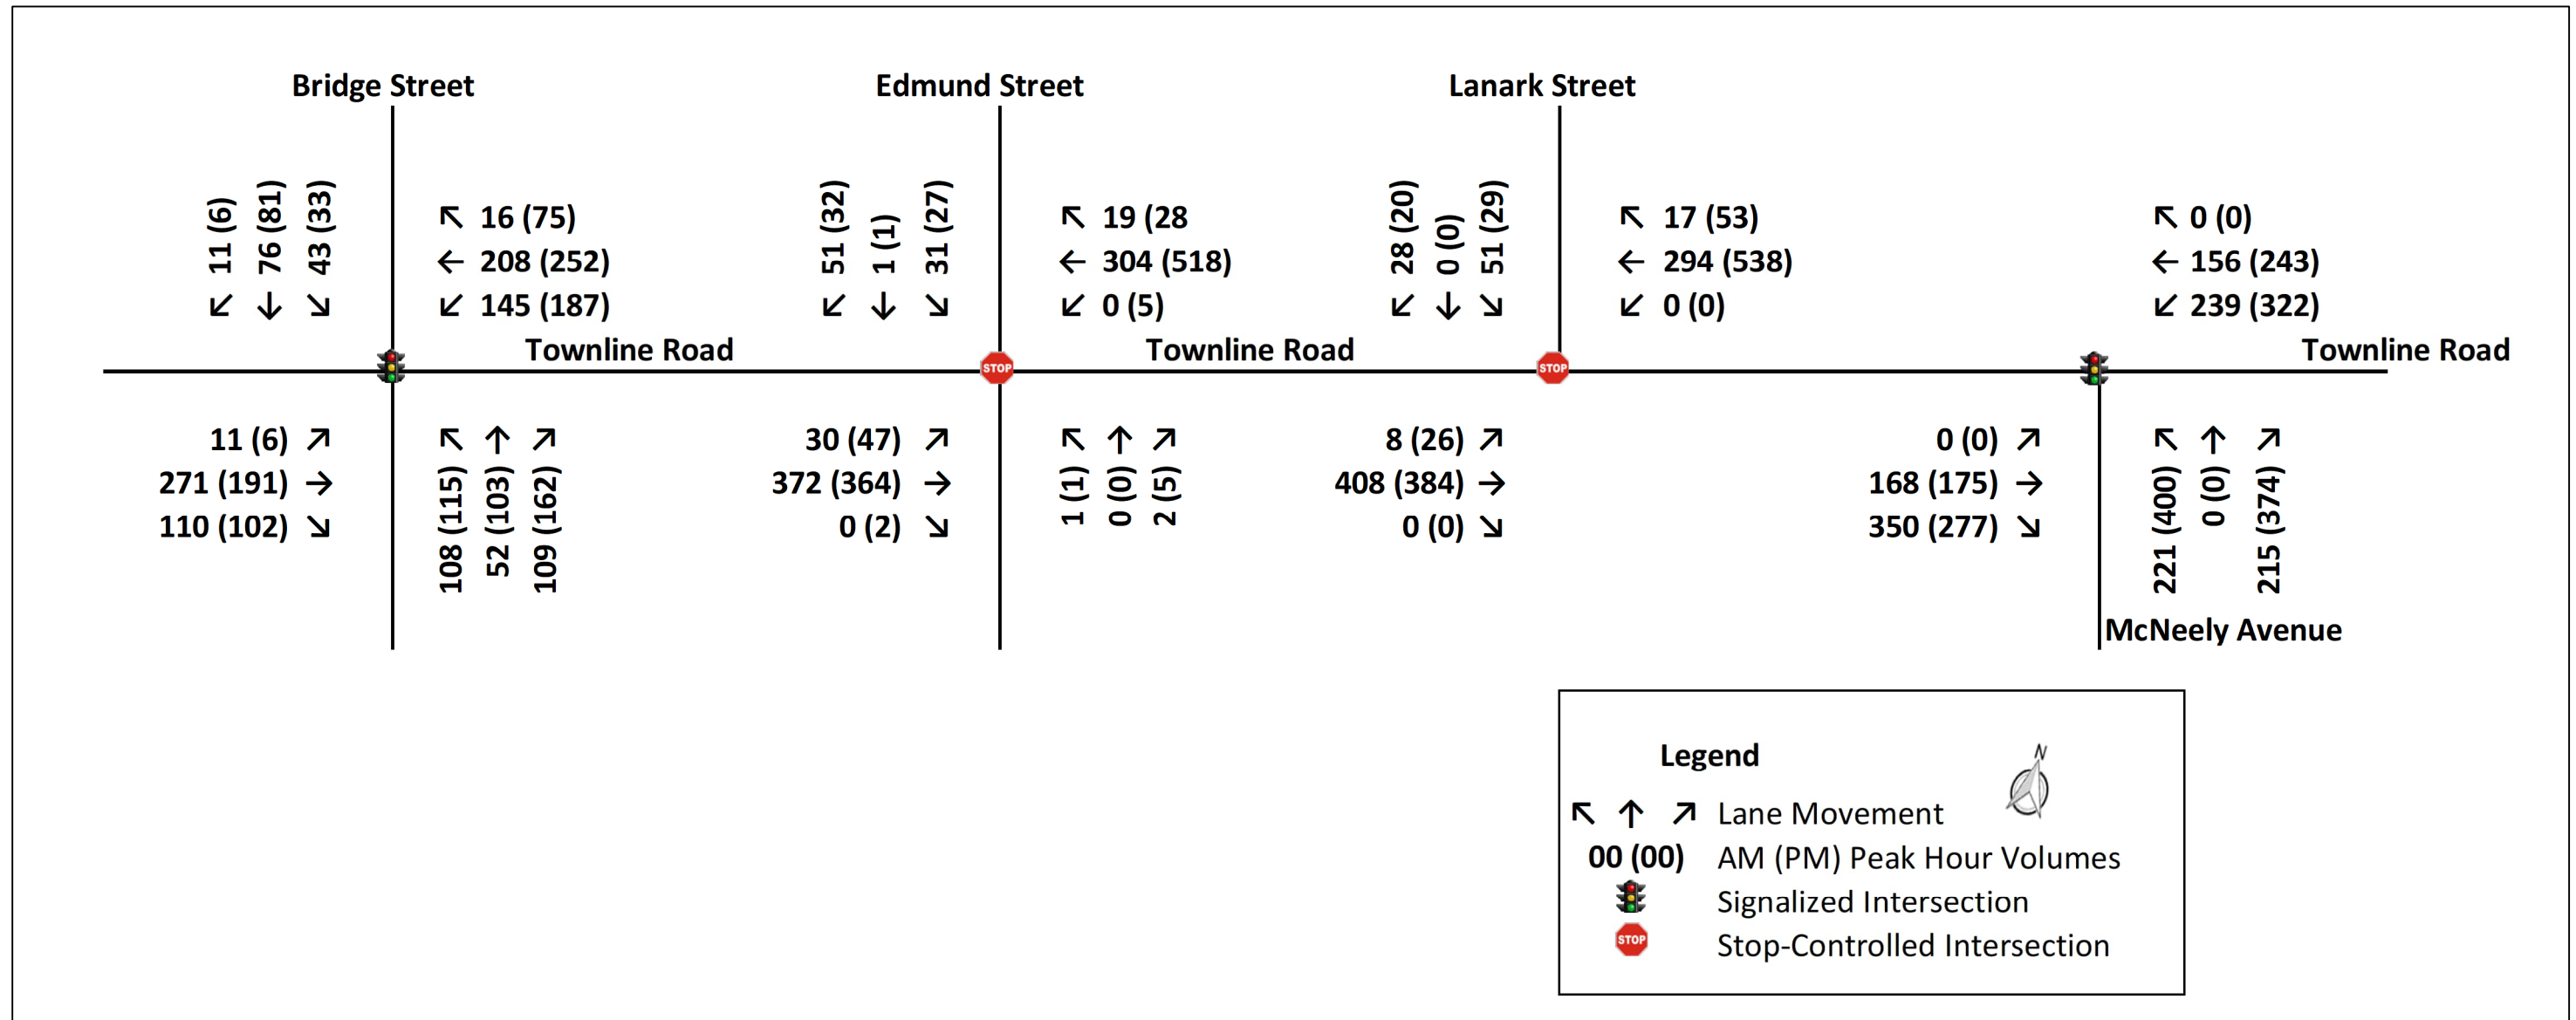 Bridge Street
Edmund Street
Lanark Street
11 (6)
76 (81)
43 (33)
↙ ↓ ↘
↖ 16 (75)
← 208 (252)
↙ 145 (187)
51 (32)
1 (1)
31 (27)
↙ ↓ ↘
↖ 19 (28
← 304 (518)
↙ 0 (5)
28 (20)
0 (0)
51 (29)
↙ ↓ ↘
↖ 17 (53)
← 294 (538)
↙ 0 (0)
↖ 0 (0)
← 156 (243)
↙ 239 (322)
Townline Road
Townline Road
Townline Road
STOP
STOP
11 (6) ↗
271 (191) →
110 (102) ↘
↖ ↑ ↗
108 (115)
52 (103)
109 (162)
30 (47) ↗
372 (364) →
0 (2) ↘
↖ ↑ ↗
1 (1)
0 (0)
2 (5)
8 (26) ↗
408 (384) →
0 (0) ↘
0 (0) ↗
168 (175) →
350 (277) ↘
↖ ↑ ↗
221 (400)
0 (0)
215 (374)
McNeely Avenue
Legend
N
↖ ↑ ↗ Lane Movement
00 (00) AM (PM) Peak Hour Volumes
Signalized Intersection
STOP Stop-Controlled Intersection